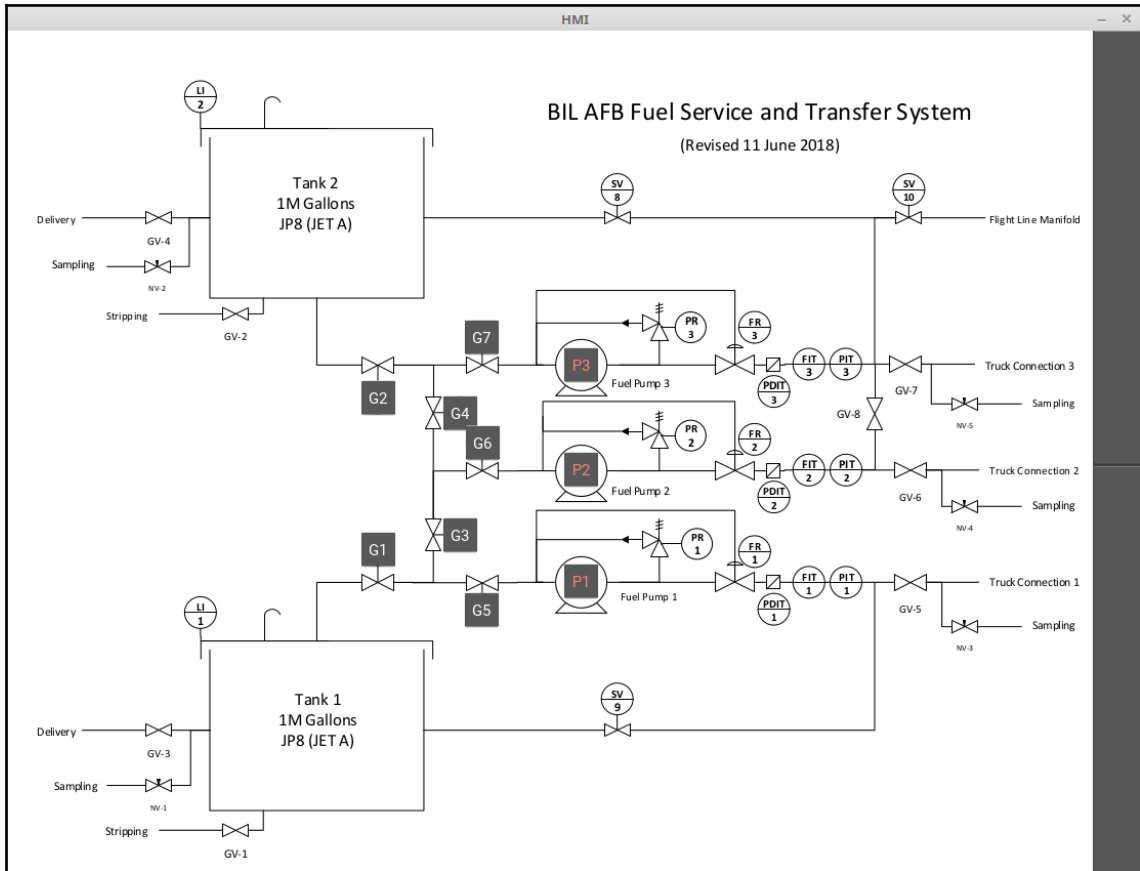 HMI
BIL AFB Fuel Service and Transfer System
(Revised 11 June 2018)
LI
2
Tank 2
1M Gallons
JP8 (JET A)
SV
8
SV
10
Delivery
GV-4
Flight Line Manifold
Sampling
NV-2
Stripping
GV-2
G7
PR
3
FR
3
G2
P3
Fuel Pump 3
FIT
3
PIT
3
PDIT
3
GV-7
Truck Connection 3
Sampling
NV-5
G4
GV-8
G6
PR
2
FR
2
P2
Fuel Pump 2
FIT
2
PIT
2
PDIT
2
GV-6
Truck Connection 2
Sampling
NV-4
G3
G1
PR
1
FR
1
G5
P1
Fuel Pump 1
FIT
1
PIT
1
PDIT
1
GV-5
Truck Connection 1
Sampling
NV-3
LI
1
Tank 1
1M Gallons
JP8 (JET A)
SV
9
Delivery
GV-3
Sampling
NV-1
Stripping
GV-1